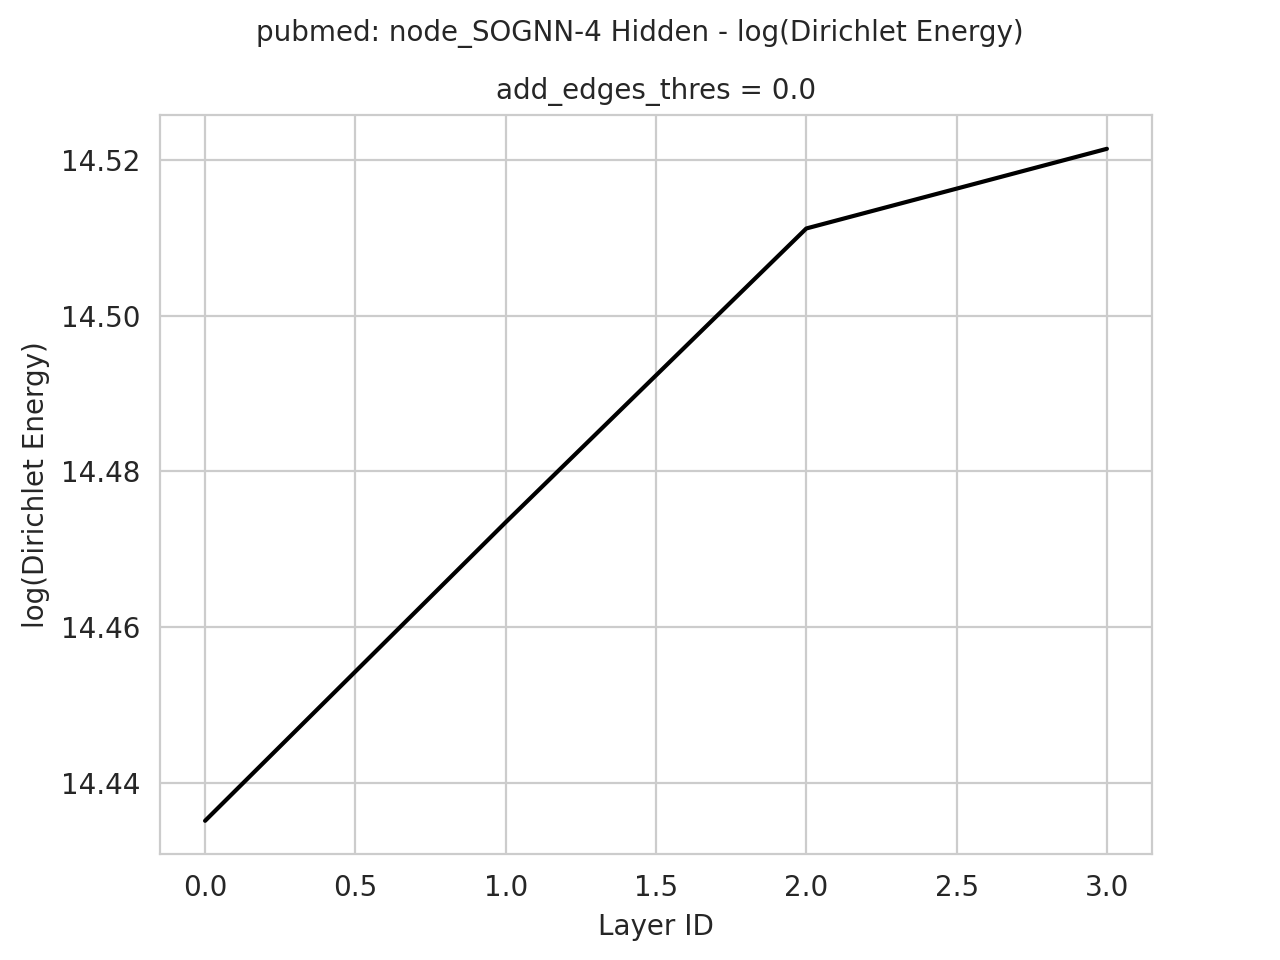 pubmed: node_SOGNN-4 Hidden - log(Dirichlet Energy)
add_edges_thres = 0.0
14.52
14.50
14.48
14.46
14.44
log(Dirichlet Energy)
0.0 0.5 1.0 1.5 2.0 2.5 3.0
Layer ID